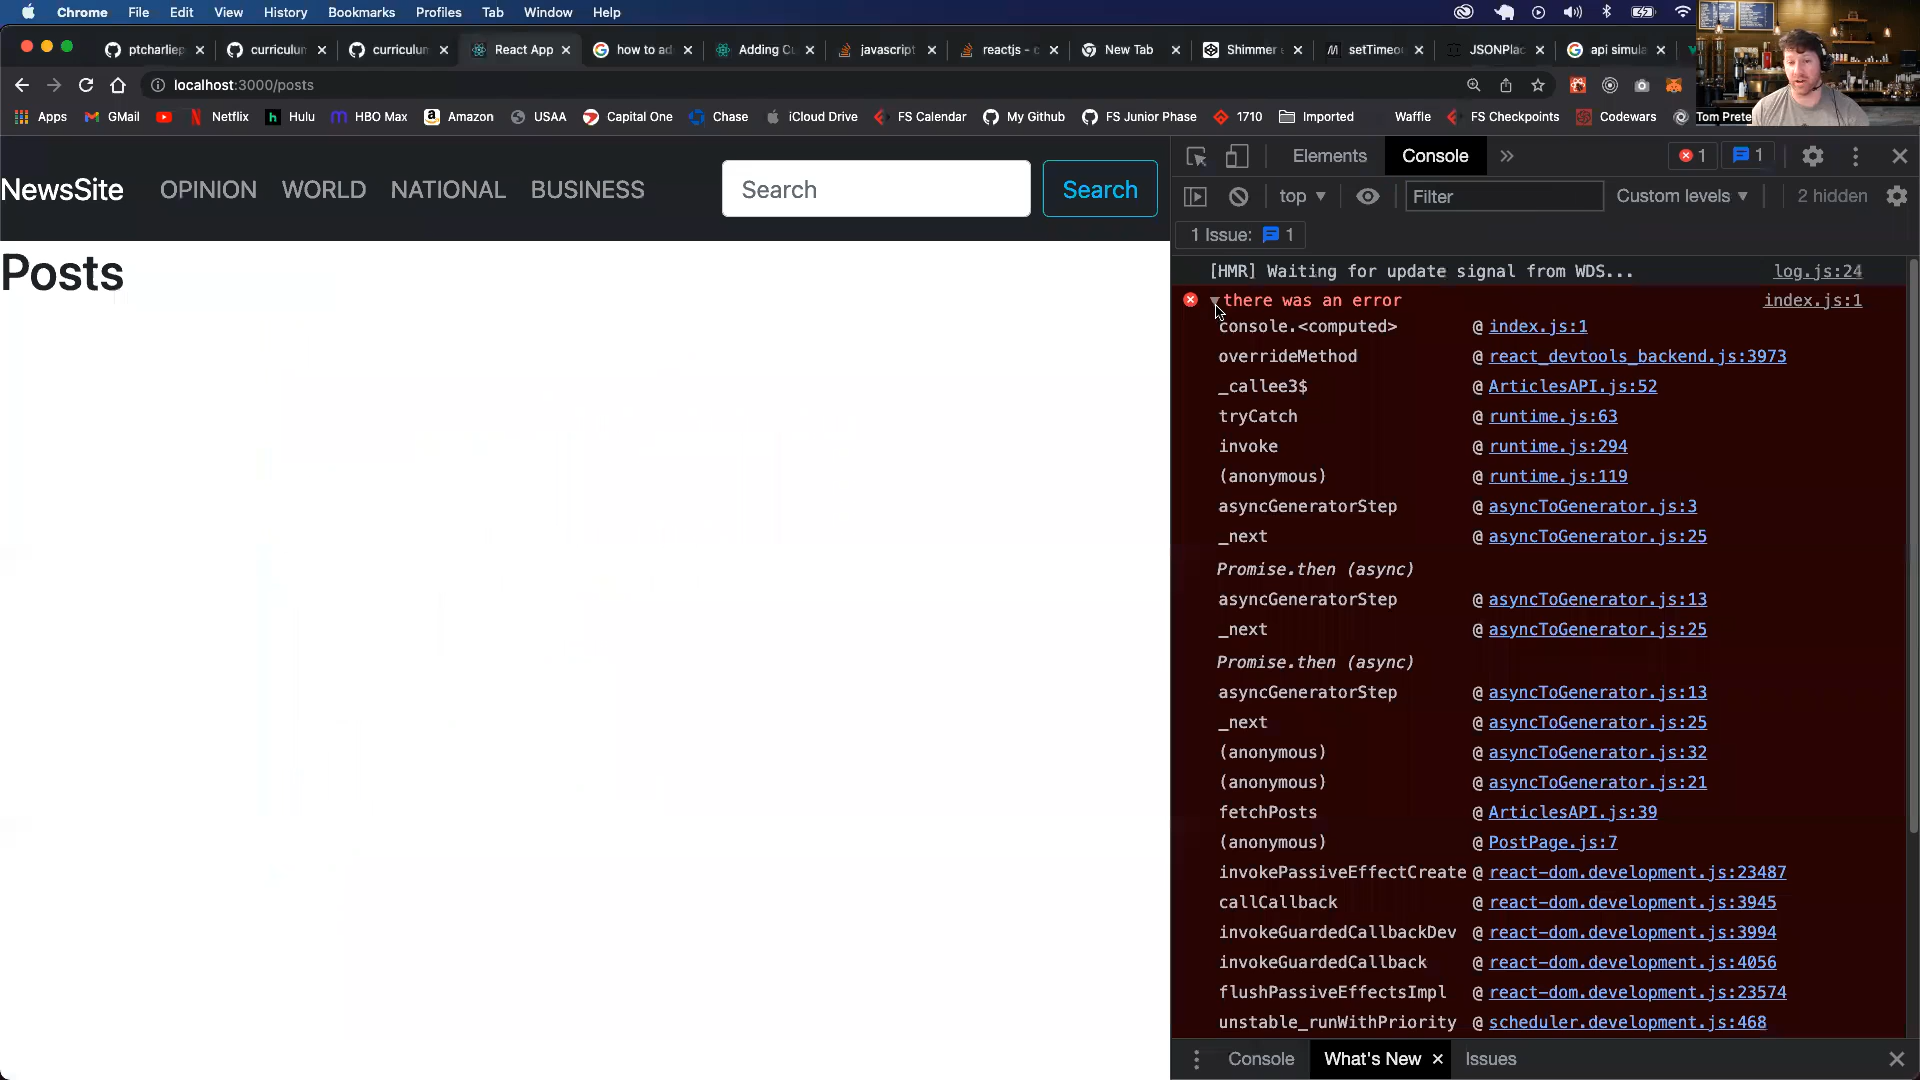 Chrome File Edit View History Bookmarks Profiles Tab Window Help
ptcharliep curriculun curriculun React App how to ad Adding Cu javascript reactjs - c New Tab Shimmer setTimeou JSONPlac api simula
localhost:3000/posts
Apps GMail Netflix Hulu HBO Max Amazon USAA Capital One Chase iCloud Drive FS Calendar My Github FS Junior Phase 1710 Imported Waffle FS Checkpoints Codewars Tom Prete
NewsSite OPINION WORLD NATIONAL BUSINESS Search Search
Posts
Elements Console » 1 1
top ▼ Filter Custom levels ▼ 2 hidden
1 Issue: 1
[HMR] Waiting for update signal from WDS... log.js:24
▼there was an error index.js:1
console.<computed> @ index.js:1
overrideMethod @ react_devtools_backend.js:3973
_callee3$ @ ArticlesAPI.js:52
tryCatch @ runtime.js:63
invoke @ runtime.js:294
(anonymous) @ runtime.js:119
asyncGeneratorStep @ asyncToGenerator.js:3
_next @ asyncToGenerator.js:25
Promise.then (async)
asyncGeneratorStep @ asyncToGenerator.js:13
_next @ asyncToGenerator.js:25
Promise.then (async)
asyncGeneratorStep @ asyncToGenerator.js:13
_next @ asyncToGenerator.js:25
(anonymous) @ asyncToGenerator.js:32
(anonymous) @ asyncToGenerator.js:21
fetchPosts @ ArticlesAPI.js:39
(anonymous) @ PostPage.js:7
invokePassiveEffectCreate @ react-dom.development.js:23487
callCallback @ react-dom.development.js:3945
invokeGuardedCallbackDev @ react-dom.development.js:3994
invokeGuardedCallback @ react-dom.development.js:4056
flushPassiveEffectsImpl @ react-dom.development.js:23574
unstable_runWithPriority @ scheduler.development.js:468
Console What's New Issues